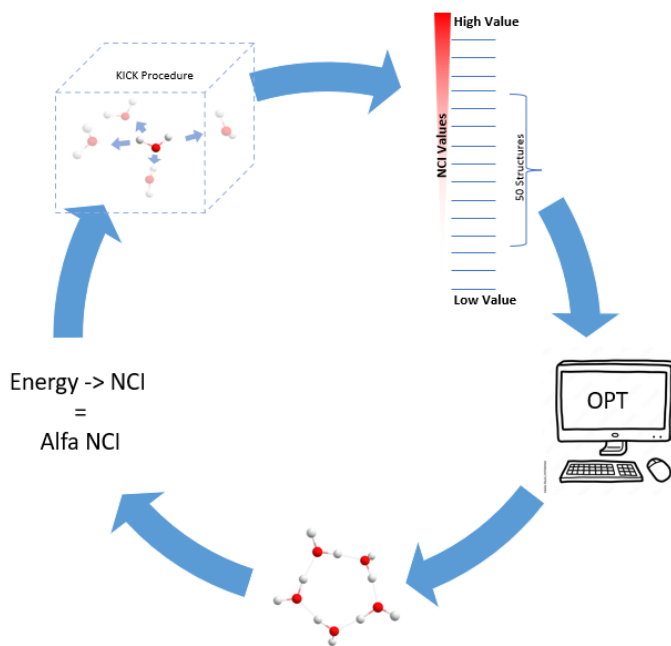 KICK Procedure
High Value
NCI Values
50 Structures
Low Value
OPT
Energy -> NCI
=
Alfa NCI